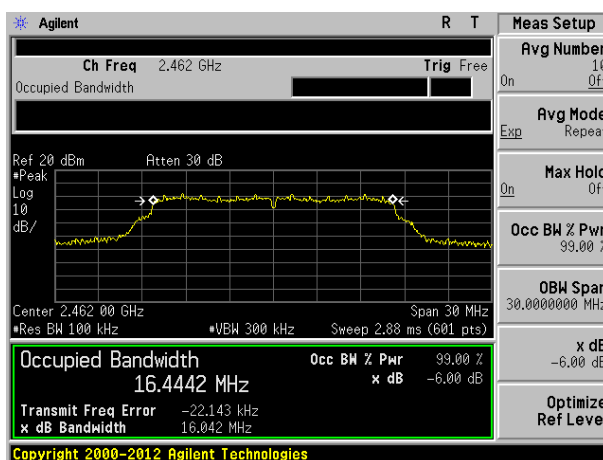 Agilent R T
Ch Freq 2.462 GHz Trig Free
Occupied Bandwidth
Ref 20 dBm Atten 30 dB
#Peak
Log
10
dB/
Center 2.462 00 GHz Span 30 MHz
#Res BW 100 kHz #VBW 300 kHz Sweep 2.88 ms (601 pts)
Occupied Bandwidth Occ BW % Pwr 99.00 %
16.4442 MHz x dB -6.00 dB
Transmit Freq Error -22.143 kHz
x dB Bandwidth 16.042 MHz
Copyright 2000-2012 Agilent Technologies
Meas Setup
Avg Number
10
On Of
Avg Mode
Exp Repea
Max Hold
On Of
Occ BW % Pwr
99.00 %
OBW Span
30.0000000 MHz
x dB
-6.00 dB
Optimize
Ref Leve